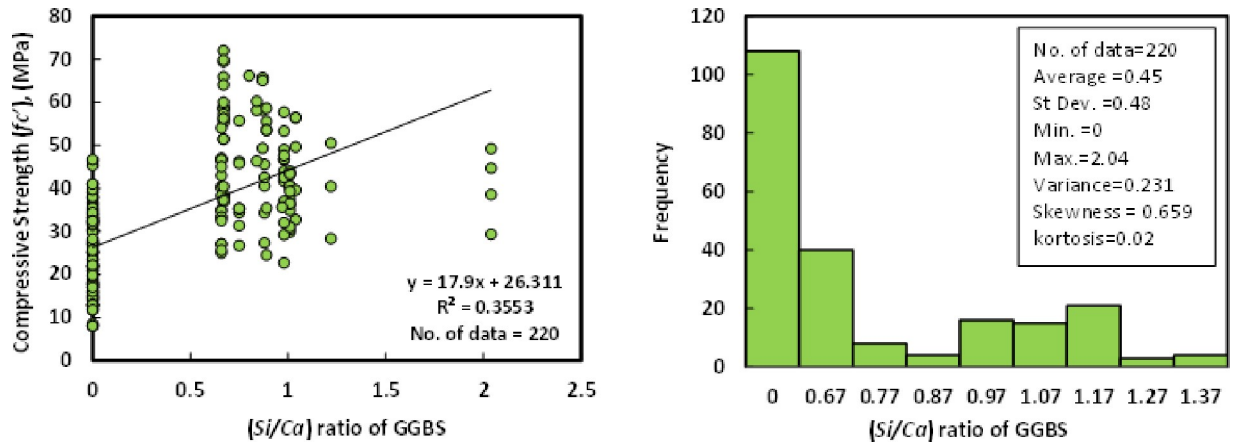 80
70
60
50
40
30
20
10
0
Compressive Strength (fc′), (MPa)
y = 17.9x + 26.311
R² = 0.3553
No. of data = 220
0 0.5 1 1.5 2 2.5
(Si/Ca) ratio of GGBS
120
100
80
60
40
20
0
Frequency
No. of data=220
Average =0.45
St Dev. =0.48
Min. =0
Max.=2.04
Variance=0.231
Skewness = 0.659
kortosis=0.02
0 0.67 0.77 0.87 0.97 1.07 1.17 1.27 1.37
(Si/Ca) ratio of GGBS